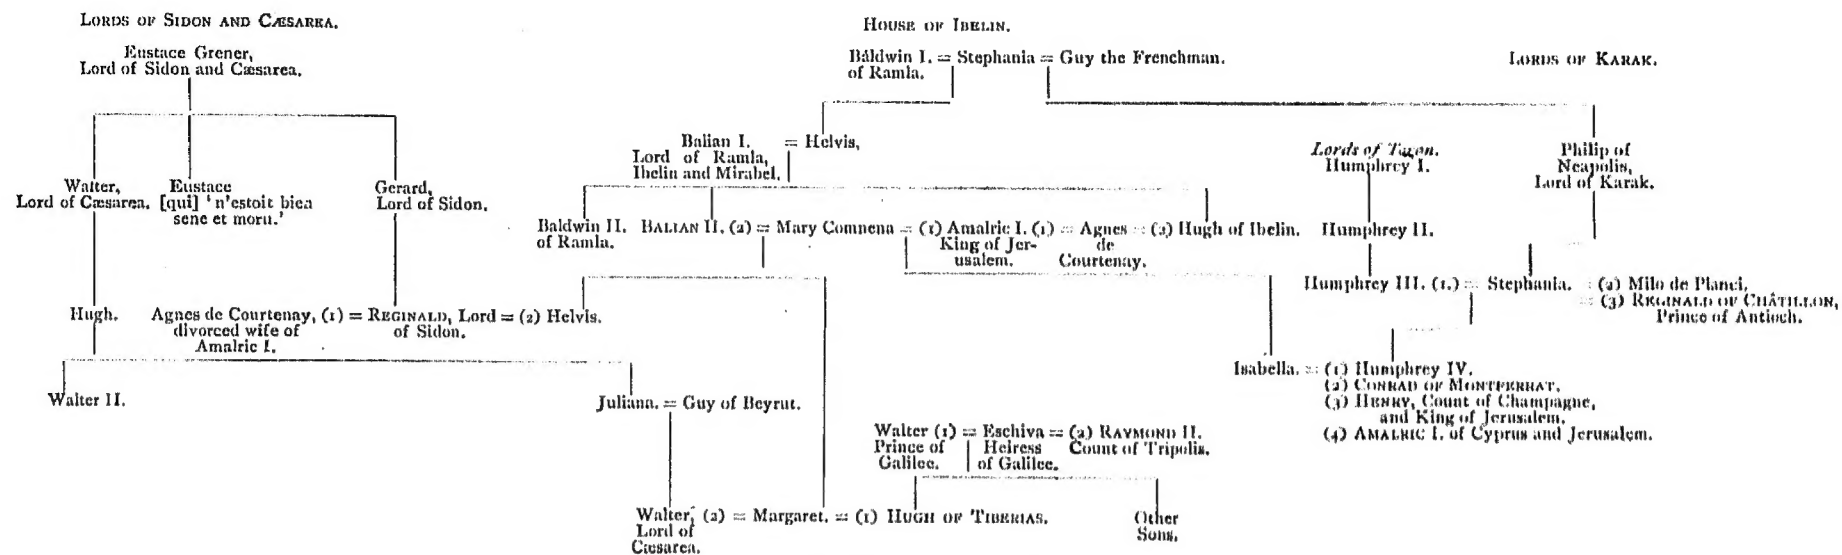 LORDS OF SIDON AND CÆSAREA.
Eustace Grener,
Lord of Sidon and Cæsarea.
Walter,
Lord of Cæsarea.
Eustace
[qui] ‘n'estoit bien
sene et moru.’
Gerard,
Lord of Sidon.
Hugh.
Agnes de Courtenay, (1) = REGINALD, Lord = (2) Helvis.
divorced wife of
Amalric I.
of Sidon.
Walter II.
Juliana. = Guy of Beyrut.
HOUSE OF IBELIN.
Baldwin I. = Stephania = Guy the Frenchman.
of Ramla.
Balian I. = Helvis,
Lord of Ramla,
Ibelin and Mirabel.
Baldwin II. BALIAN II. (2) = Mary Comnena = (1) Amalric I. (1) = Agnes = (2) Hugh of Ibelin.
of Ramla.
King of Jer-
usalem.
de
Courtenay.
Walter (1) = Eschiva = (2) RAYMOND II.
Prince of
Galilee.
Heiress
of Galilee.
Count of Tripolis.
Walter, (2) = Margaret. = (1) HUGH OF TIBERIAS.
Lord of
Cæsarea.
Other
Sons.
LORDS OF KARAK.
Lords of Toron.
Humphrey I.
Philip of
Neapolis,
Lord of Karak.
Humphrey II.
Humphrey III. (1.) = Stephania. = (2) Milo de Planci.
= (3) REGINALD OF CHÂTILLON,
Prince of Antioch.
Isabella. = (1) Humphrey IV.
(2) CONRAD OF MONTFERRAT.
(3) HENRY, Count of Champagne,
and King of Jerusalem.
(4) AMALRIC I. of Cyprus and Jerusalem.